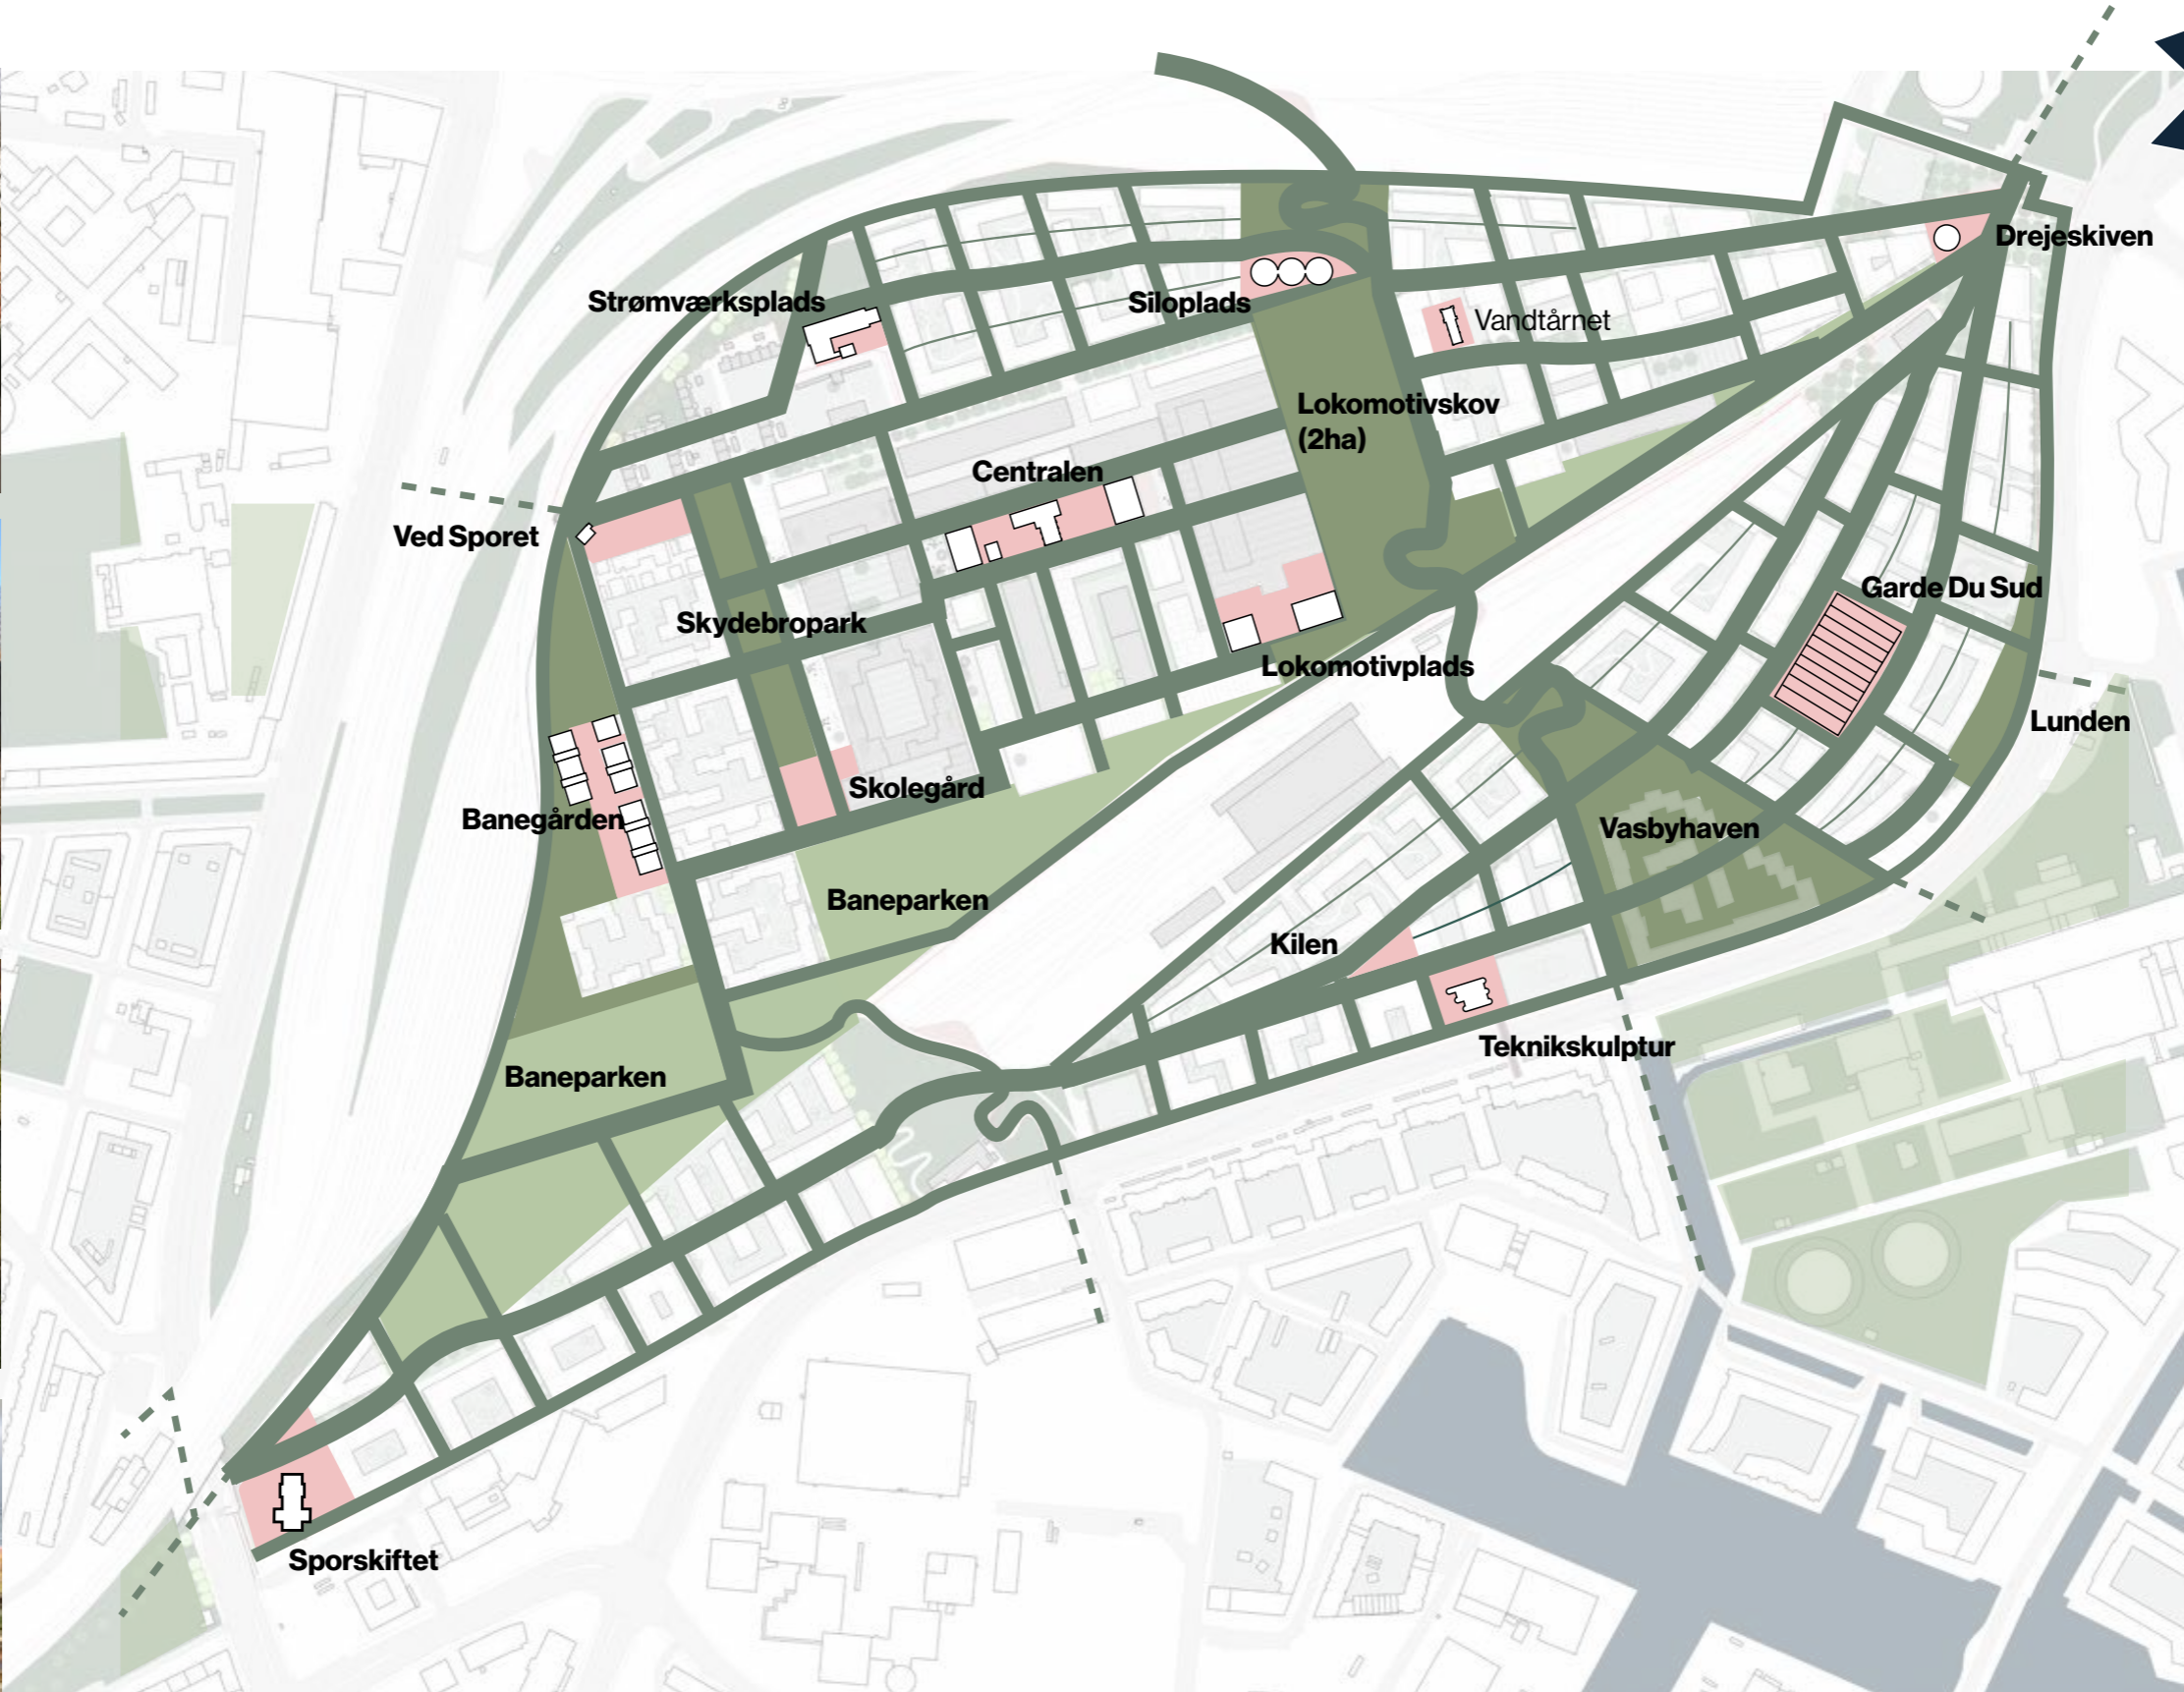 Drejeskiven
Strømværksplads
Siloplads
Vandtårnet
Lokomotivskov
(2ha)
Centralen
Ved Sporet
Garde Du Sud
Skydebropark
Lokomotivplads
Lunden
Skolegård
Banegården
Vasbyhaven
Baneparken
Kilen
Teknikskulptur
Baneparken
Sporskiftet